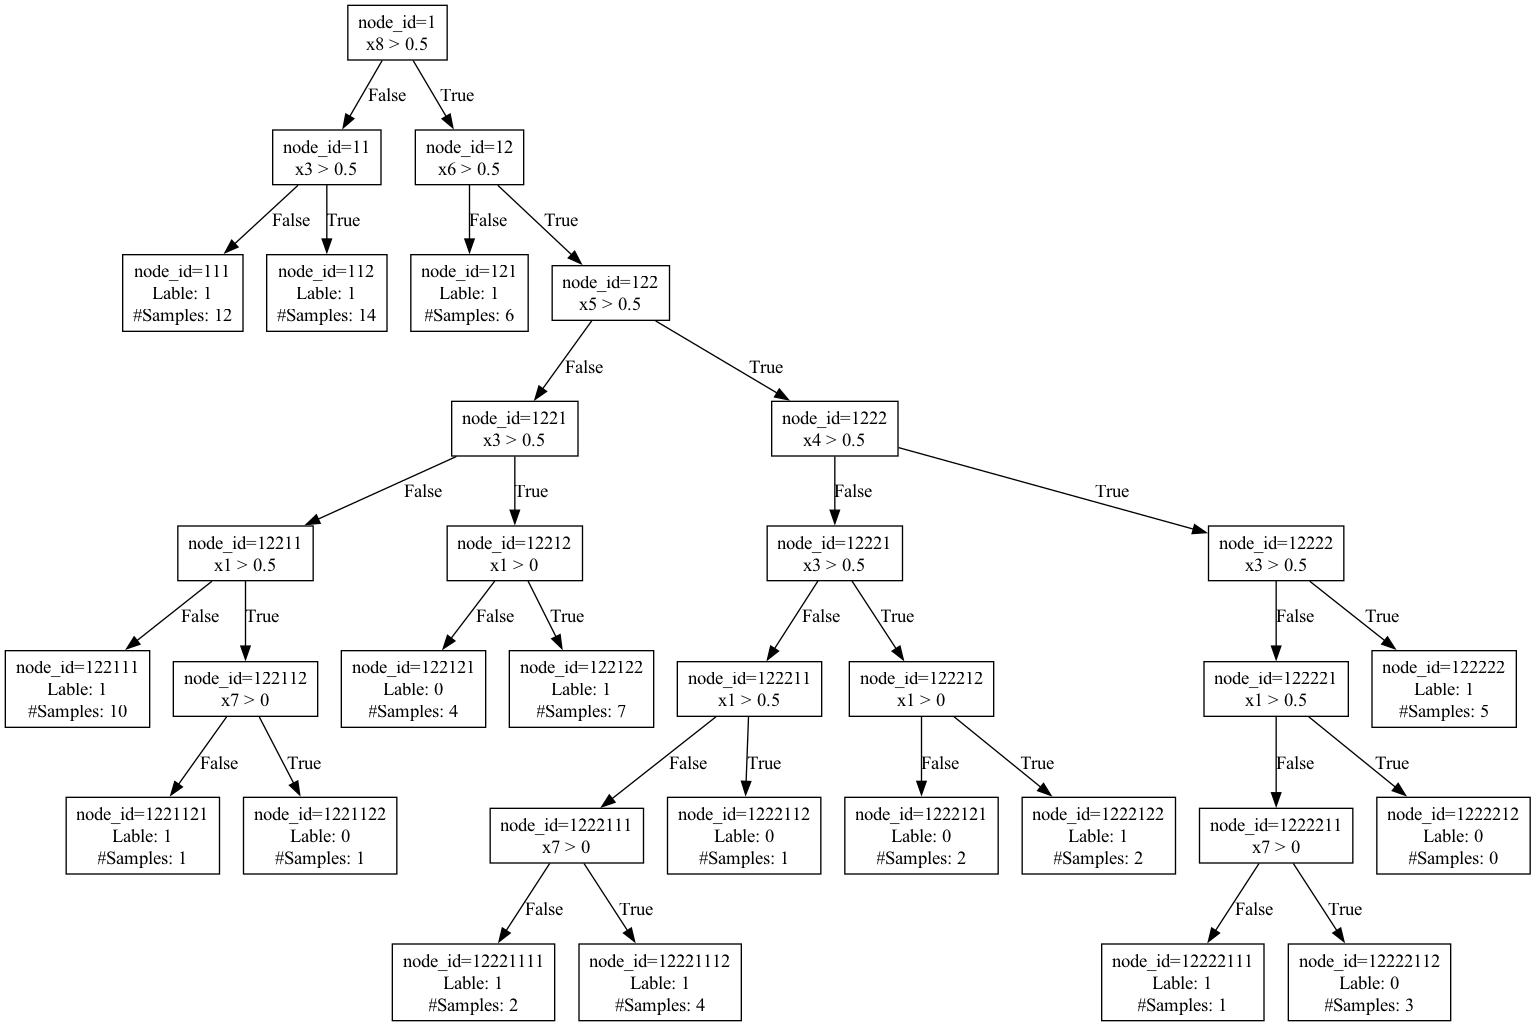 node_id=1
x8 > 0.5
False
True
node_id=11
x3 > 0.5
node_id=12
x6 > 0.5
False
True
False
True
node_id=111
Lable: 1
#Samples: 12
node_id=112
Lable: 1
#Samples: 14
node_id=121
Lable: 1
#Samples: 6
node_id=122
x5 > 0.5
False
True
node_id=1221
x3 > 0.5
node_id=1222
x4 > 0.5
False
True
False
True
node_id=12211
x1 > 0.5
node_id=12212
x1 > 0
node_id=12221
x3 > 0.5
node_id=12222
x3 > 0.5
False
True
False
True
False
True
False
True
node_id=122111
Lable: 1
#Samples: 10
node_id=122112
x7 > 0
node_id=122121
Lable: 0
#Samples: 4
node_id=122122
Lable: 1
#Samples: 7
node_id=122211
x1 > 0.5
node_id=122212
x1 > 0
node_id=122221
x1 > 0.5
node_id=122222
Lable: 1
#Samples: 5
False
True
False
True
False
True
False
True
node_id=1221121
Lable: 1
#Samples: 1
node_id=1221122
Lable: 0
#Samples: 1
node_id=1222111
x7 > 0
node_id=1222112
Lable: 0
#Samples: 1
node_id=1222121
Lable: 0
#Samples: 2
node_id=1222122
Lable: 1
#Samples: 2
node_id=1222211
x7 > 0
node_id=1222212
Lable: 0
#Samples: 0
False
True
False
True
node_id=12221111
Lable: 1
#Samples: 2
node_id=12221112
Lable: 1
#Samples: 4
node_id=12222111
Lable: 1
#Samples: 1
node_id=12222112
Lable: 0
#Samples: 3